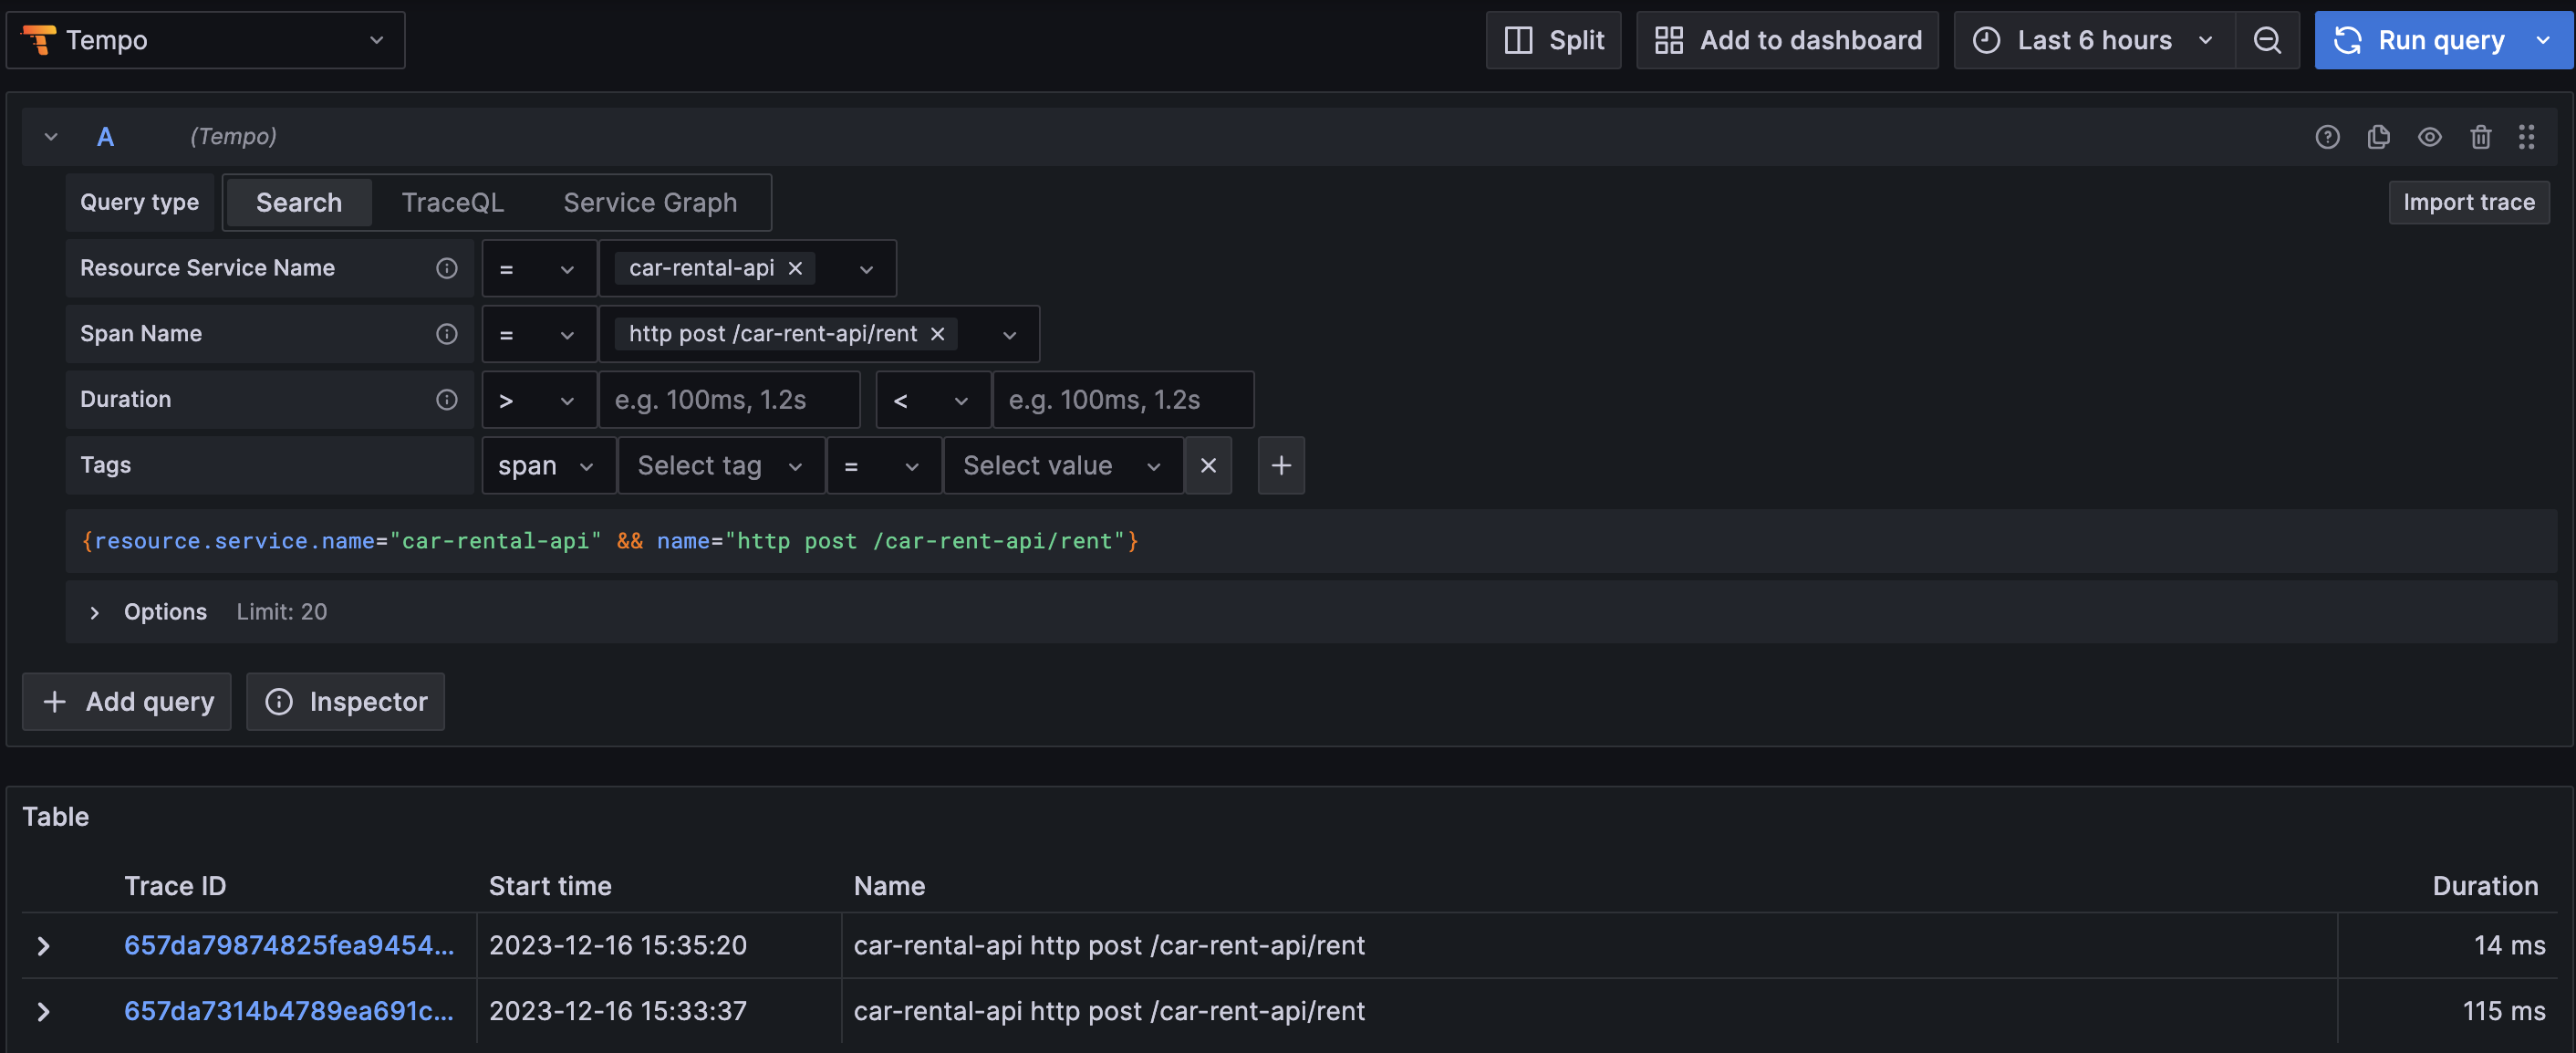 Tempo Split Add to dashboard Last 6 hours Run query
A (Tempo)
Query type Search TraceQL Service Graph Import trace
Resource Service Name = car-rental-api
Span Name = http post /car-rent-api/rent
Duration > e.g. 100ms, 1.2s < e.g. 100ms, 1.2s
Tags span Select tag = Select value
{resource.service.name="car-rental-api" && name="http post /car-rent-api/rent"}
Options Limit: 20
Add query Inspector
Table
Trace ID Start time Name Duration
657da79874825fea9454... 2023-12-16 15:35:20 car-rental-api http post /car-rent-api/rent 14 ms
657da7314b4789ea691c... 2023-12-16 15:33:37 car-rental-api http post /car-rent-api/rent 115 ms